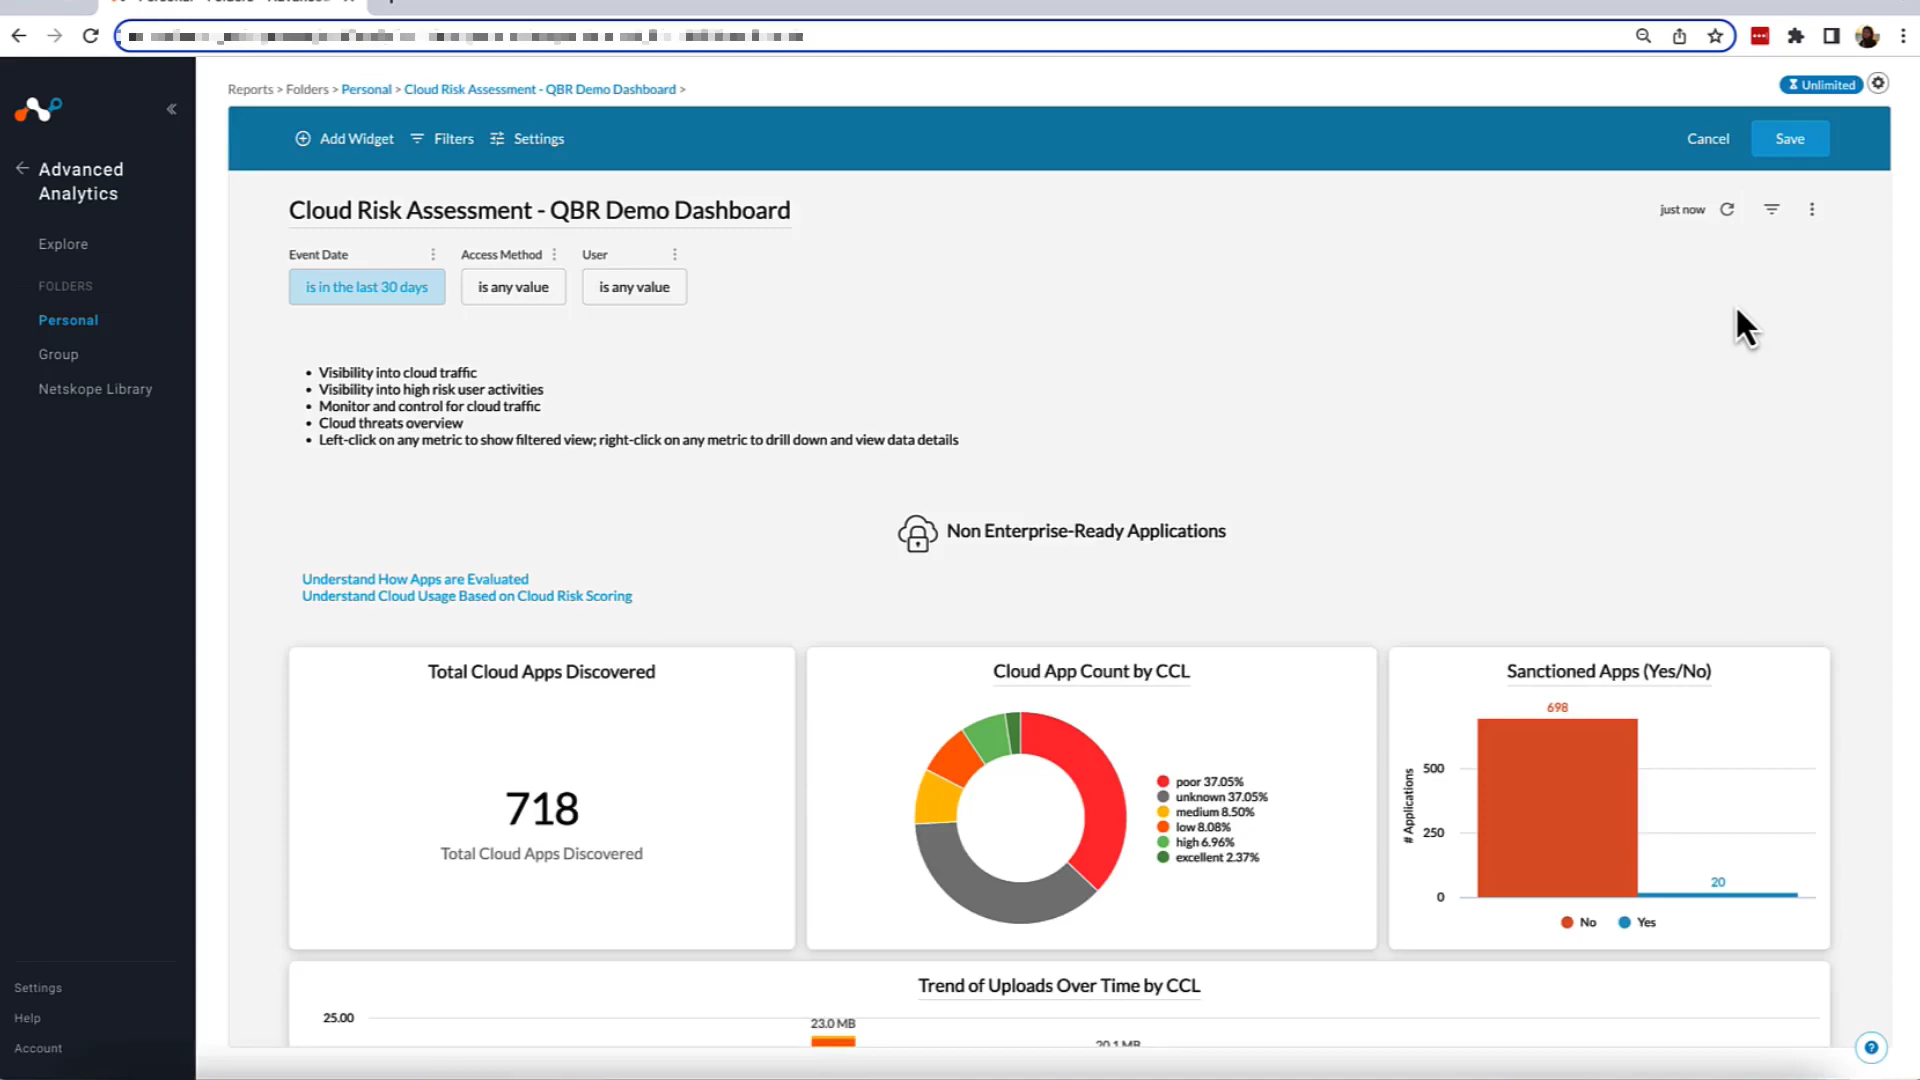 Reports > Folders > Personal > Cloud Risk Assessment - QBR Demo Dashboard >
Unlimited
Advanced
Analytics
Explore
FOLDERS
Personal
Group
Netskope Library
Settings
Help
Account
Add Widget
Filters
Settings
Cancel
Save
Cloud Risk Assessment - QBR Demo Dashboard
just now
Event Date
Access Method
User
is in the last 30 days
is any value
is any value
• Visibility into cloud traffic
• Visibility into high risk user activities
• Monitor and control for cloud traffic
• Cloud threats overview
• Left-click on any metric to show filtered view; right-click on any metric to drill down and view data details
Non Enterprise-Ready Applications
Understand How Apps are Evaluated
Understand Cloud Usage Based on Cloud Risk Scoring
Total Cloud Apps Discovered
718
Total Cloud Apps Discovered
Cloud App Count by CCL
poor 37.05%
unknown 37.05%
medium 8.50%
low 8.08%
high 6.96%
excellent 2.37%
Sanctioned Apps (Yes/No)
698
500
250
0
# Applications
20
No
Yes
Trend of Uploads Over Time by CCL
25.00
23.0 MB
20.1 MB